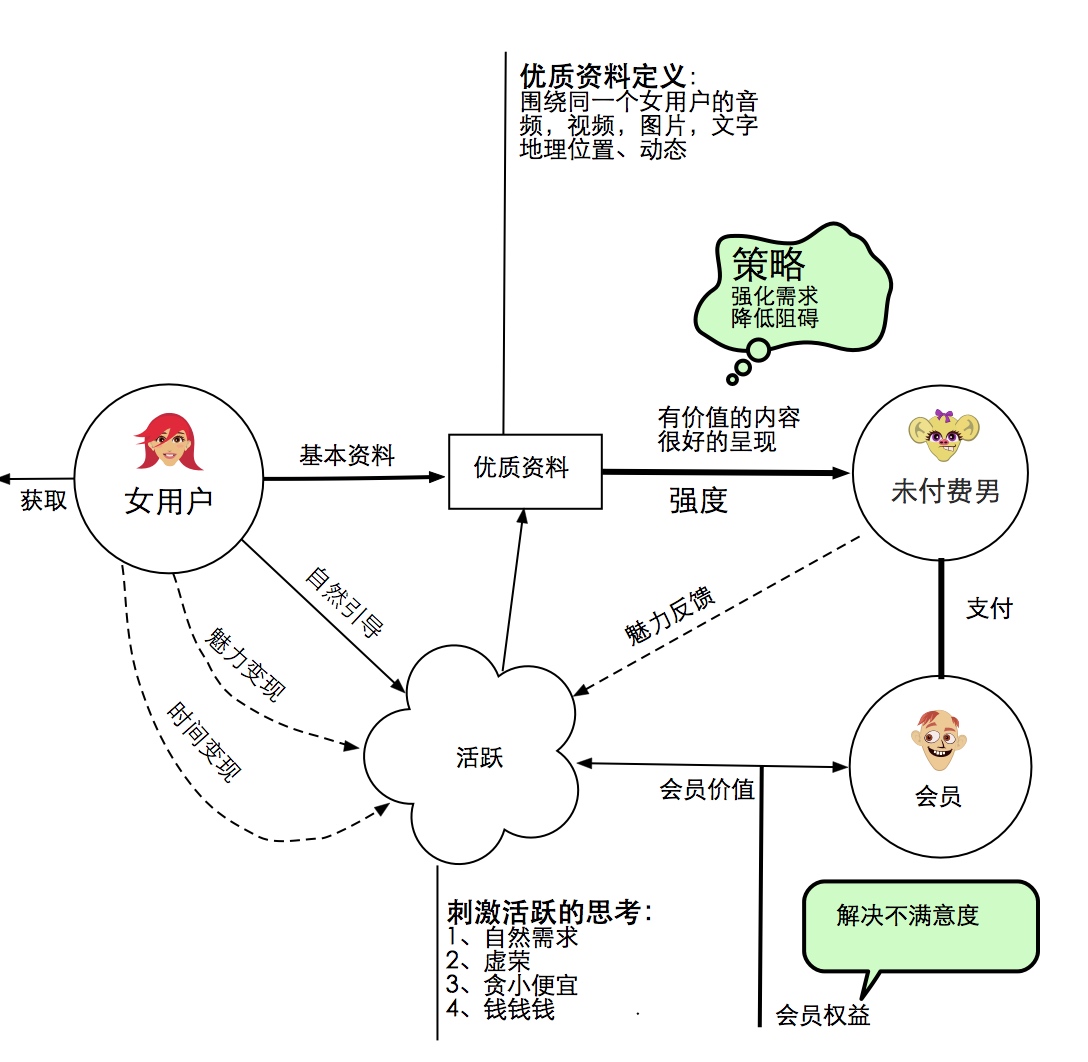 优质资料定义：
围绕同一个女用户的音
频，视频，图片，文字
地理位置、动态
策略
强化需求
降低阻碍
有价值的内容
很好的呈现
基本资料
优质资料
强度
获取
女用户
未付费男
自然引导
魅力变现
时间变现
魅力反馈
支付
活跃
会员价值
会员
刺激活跃的思考：
1、自然需求
2、虚荣
3、贪小便宜
4、钱钱钱
解决不满意度
会员权益